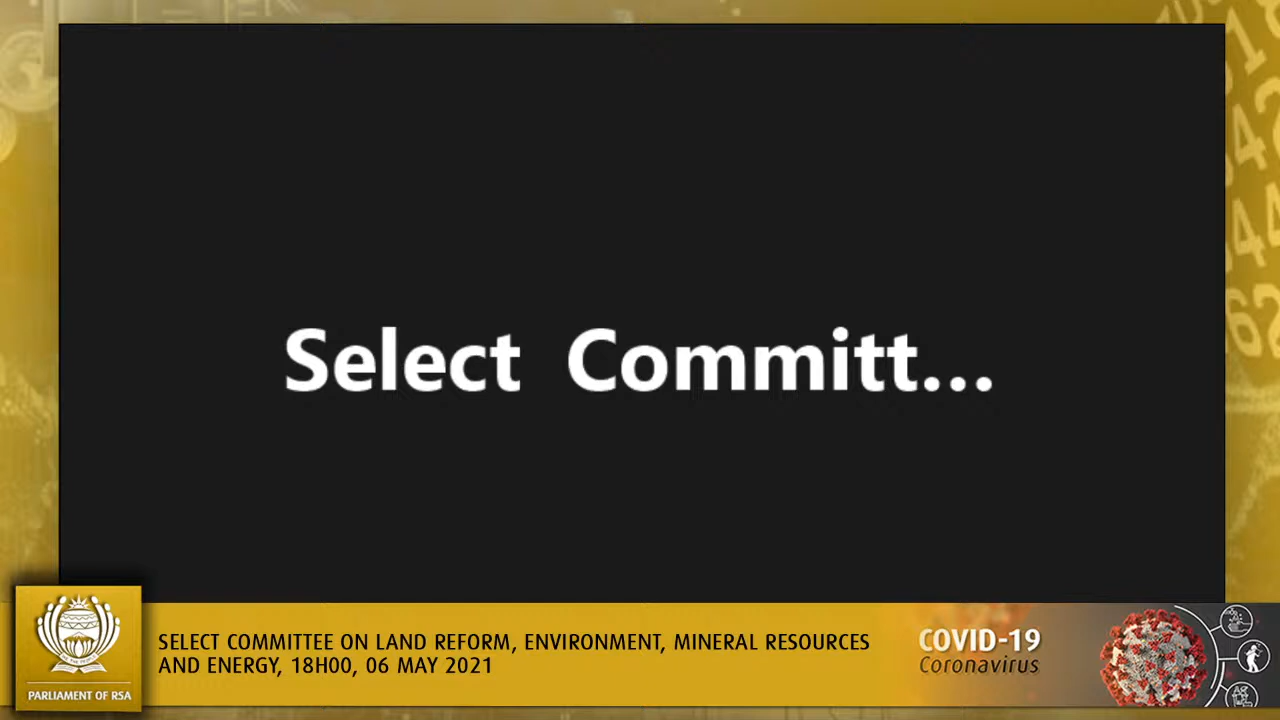 Select  Committ...
SELECT COMMITTEE ON LAND REFORM, ENVIRONMENT, MINERAL RESOURCES
AND ENERGY, 18H00, 06 MAY 2021
COVID-19
Coronavirus
PARLIAMENT OF RSA